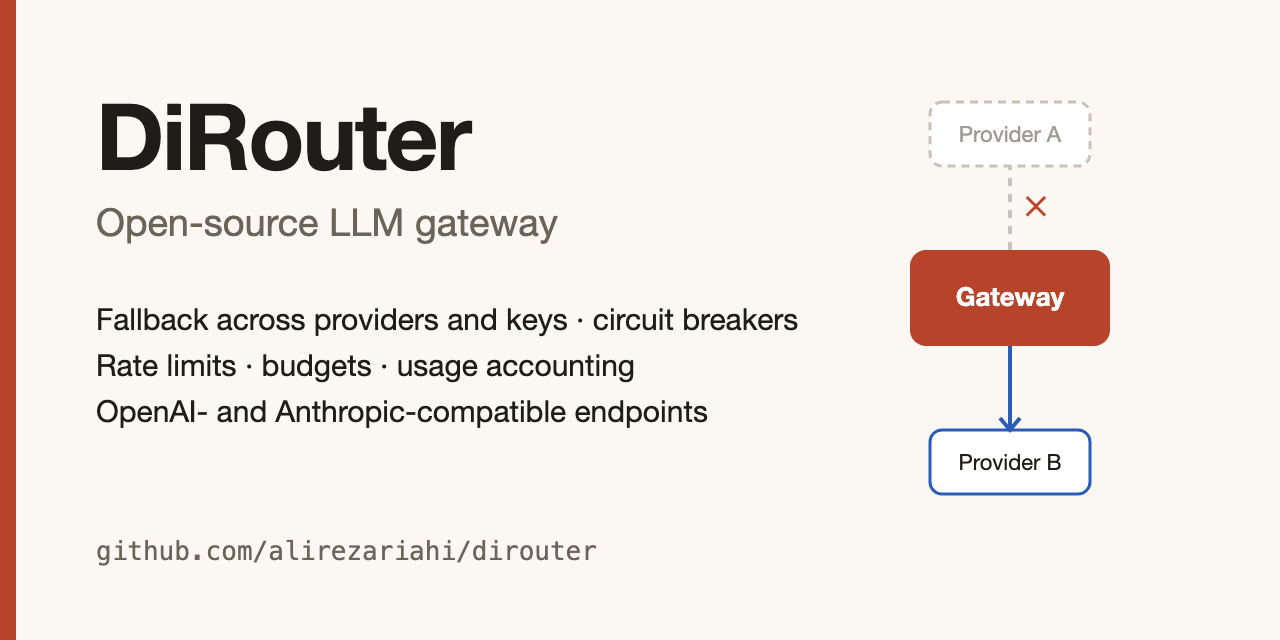 DiRouter
Open-source LLM gateway
Fallback across providers and keys · circuit breakers
Rate limits · budgets · usage accounting
OpenAI- and Anthropic-compatible endpoints
github.com/alirezariahi/dirouter
Provider A
Gateway
Provider B